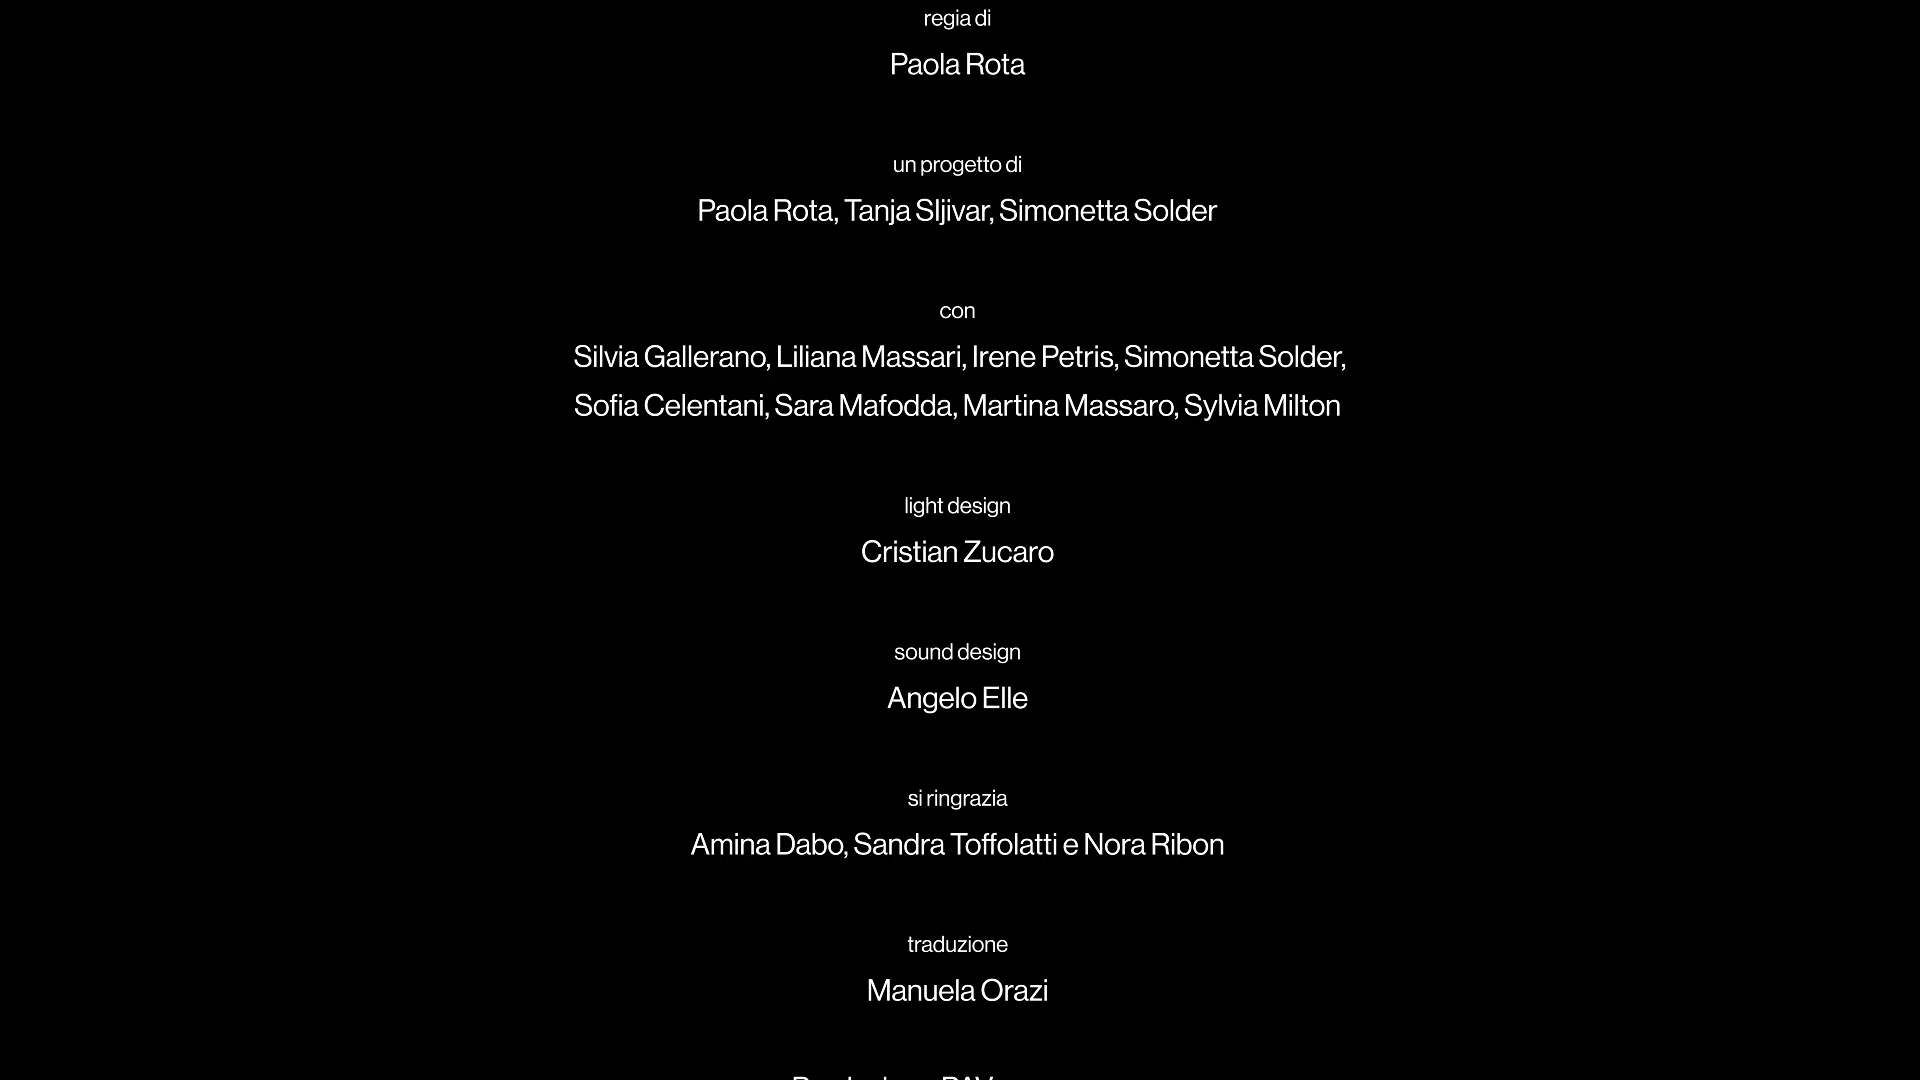 regia di
Paola Rota
un progetto di
Paola Rota, Tanja Sljivar, Simonetta Solder
con
Silvia Gallerano, Liliana Massari, Irene Petris, Simonetta Solder,
Sofia Celentani, Sara Mafodda, Martina Massaro, Sylvia Milton
light design
Cristian Zucaro
sound design
Angelo Elle
si ringrazia
Amina Dabo, Sandra Toffolatti e Nora Ribon
traduzione
Manuela Orazi